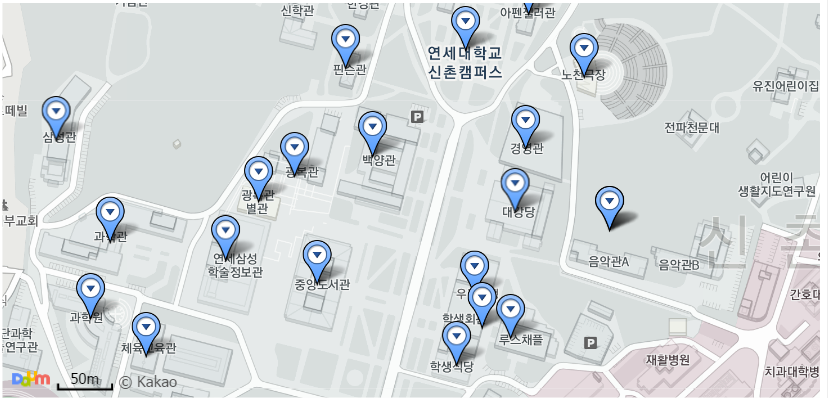 신학관
아펜젤러관
핀슨관
연세대학교
신촌캠퍼스
노천극장
유진어린이집
떼빌
삼성관
P
전파천문대
백양관
경영관
광복관
어린이
생활지도연구원
광복관
별관
대강당
부교회
과학관
신촌
연세삼성
학술정보관
중앙도서관
음악관A
음악관B
간호대
과학원
학생회관
체육교육관
루스채플
P
연구관
학생식당
재활병원
치과대학병
Daum
50m
© Kakao